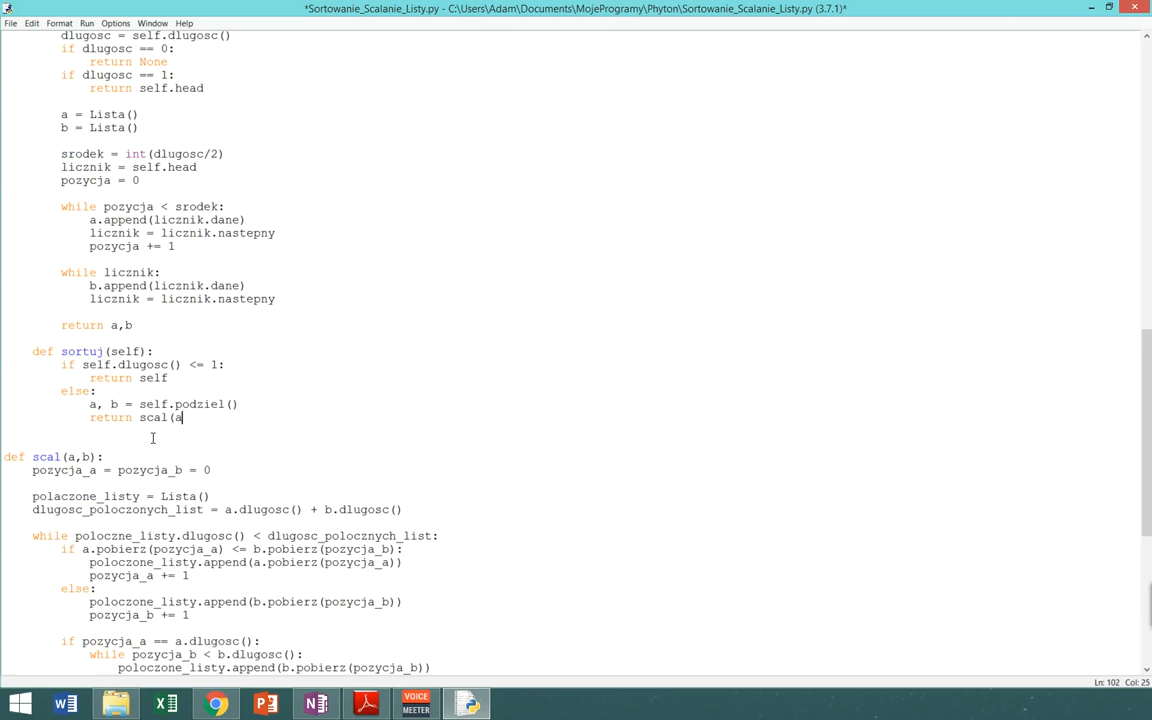 *Sortowanie_Scalanie_Listy.py - C:\Users\Adam\Documents\MojeProgramy\Phyton\Sortowanie_Scalanie_Listy.py (3.7.1)*
File Edit Format Run Options Window Help
        dlugosc = self.dlugosc()
        if dlugosc == 0:
            return None
        if dlugosc == 1:
            return self.head

        a = Lista()
        b = Lista()

        srodek = int(dlugosc/2)
        licznik = self.head
        pozycja = 0

        while pozycja < srodek:
            a.append(licznik.dane)
            licznik = licznik.nastepny
            pozycja += 1

        while licznik:
            b.append(licznik.dane)
            licznik = licznik.nastepny

        return a,b

    def sortuj(self):
        if self.dlugosc() <= 1:
            return self
        else:
            a, b = self.podziel()
            return scal(a

def scal(a,b):
    pozycja_a = pozycja_b = 0

    polaczone_listy = Lista()
    dlugosc_poloczonych_list = a.dlugosc() + b.dlugosc()

    while poloczne_listy.dlugosc() < dlugosc_polocznych_list:
        if a.pobierz(pozycja_a) <= b.pobierz(pozycja_b):
            poloczone_listy.append(a.pobierz(pozycja_a))
            pozycja_a += 1
        else:
            poloczone_listy.append(b.pobierz(pozycja_b))
            pozycja_b += 1

        if pozycja_a == a.dlugosc():
            while pozycja_b < b.dlugosc():
                poloczone_listy.append(b.pobierz(pozycja_b))
Ln: 102 Col: 25
VOICE
MEETER